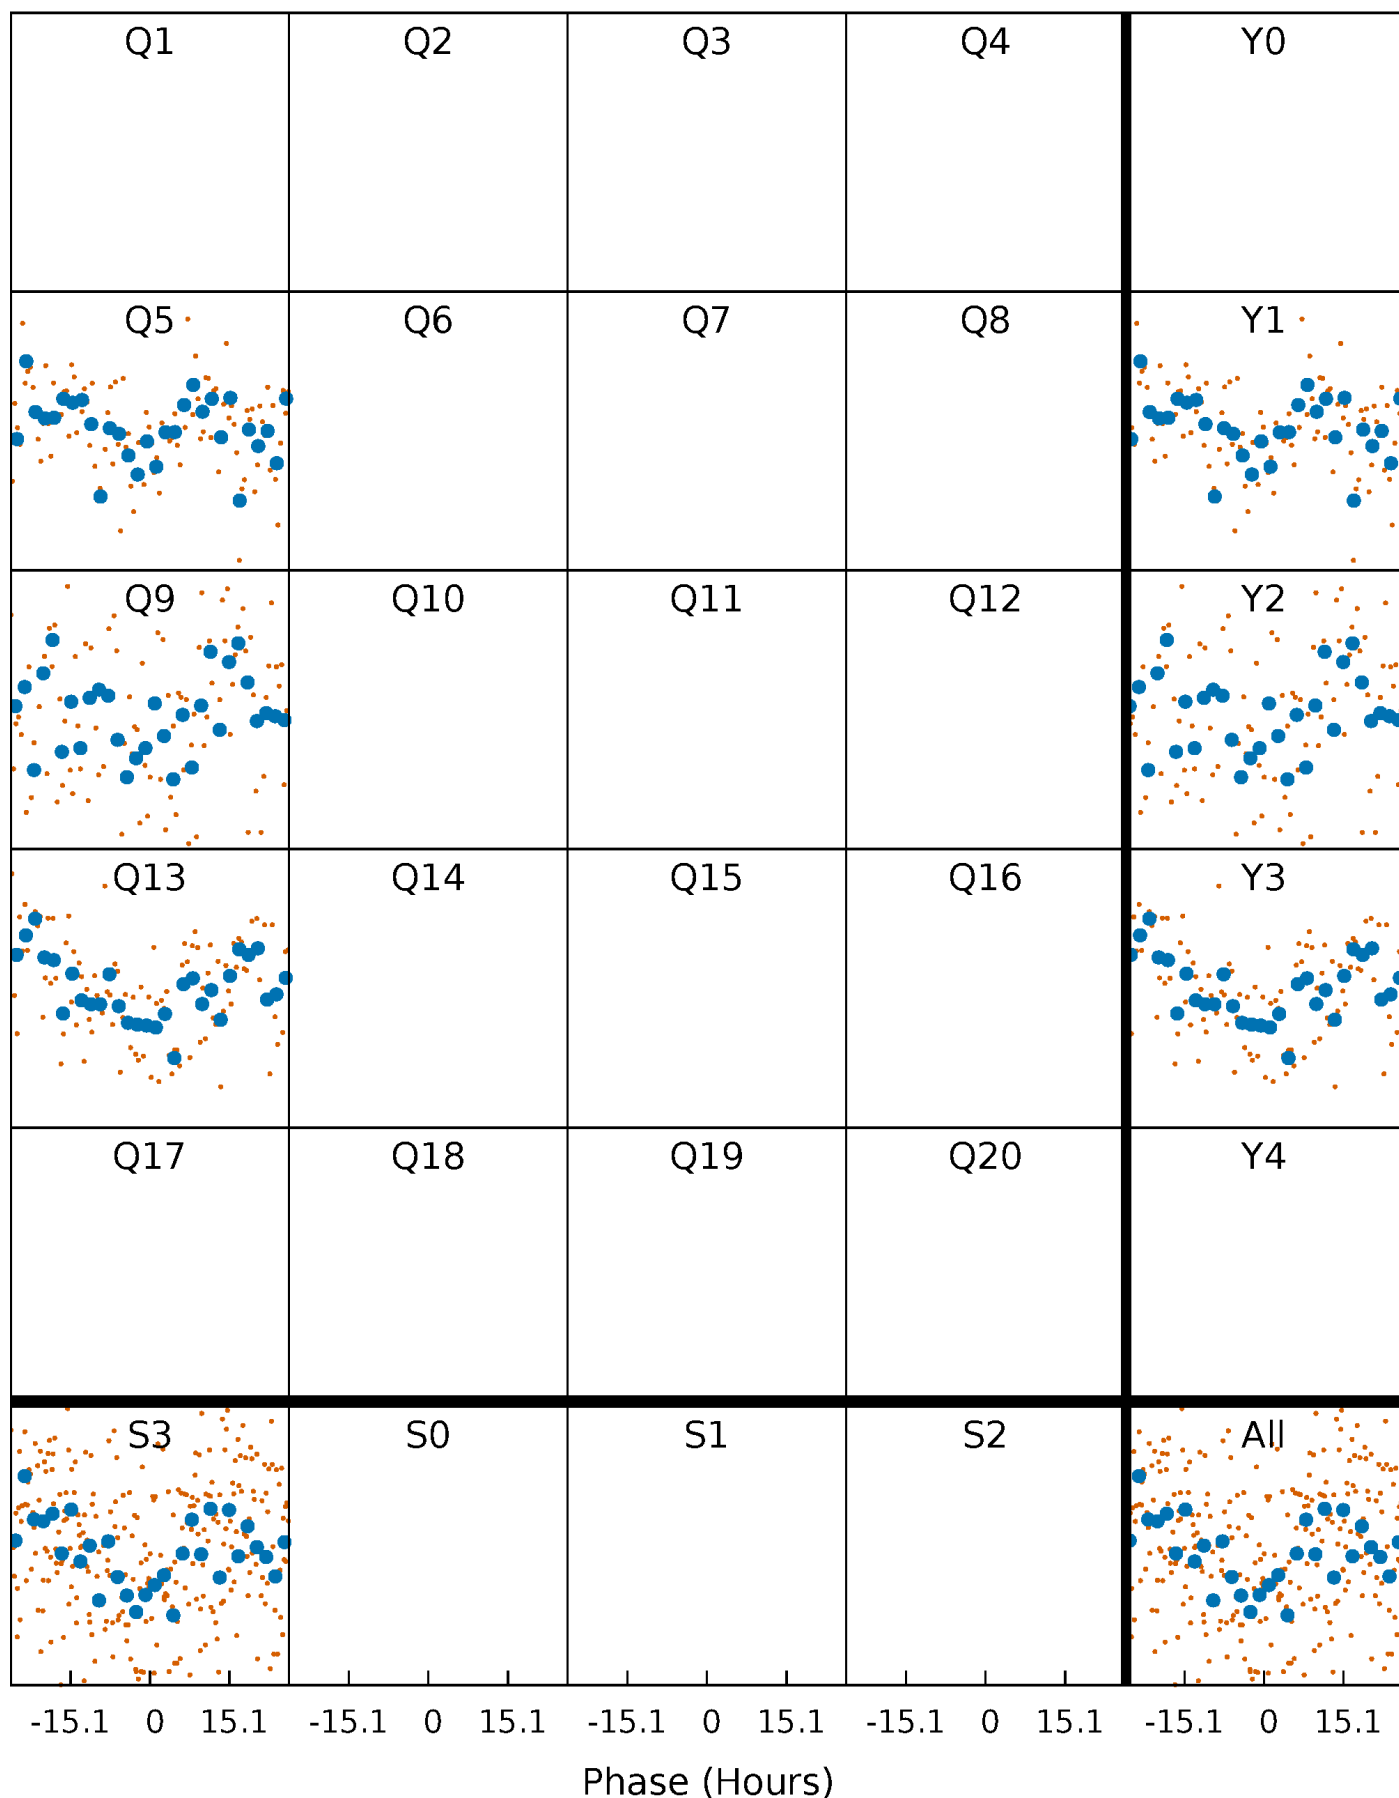 Q1 Q2 Q3 Q4 Y0
Q5 Q6 Q7 Q8 Y1
Q9 Q10 Q11 Q12 Y2
Q13 Q14 Q15 Q16 Y3
Q17 Q18 Q19 Q20 Y4
S3 S0 S1 S2 All
-15.1 0 15.1 -15.1 0 15.1 -15.1 0 15.1 -15.1 0 15.1 -15.1 0 15.1
Phase (Hours)